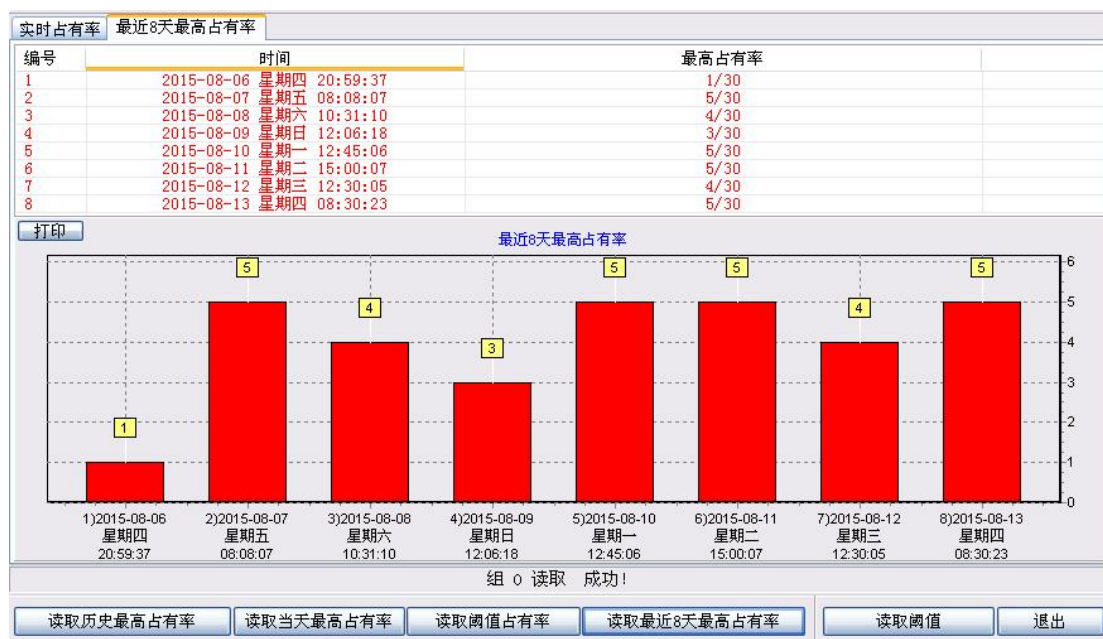 实时占有率 最近8天最高占有率
编号 时间 最高占有率
1 2015-08-06 星期四 20:59:37 1/30
2 2015-08-07 星期五 08:08:07 5/30
3 2015-08-08 星期六 10:31:10 4/30
4 2015-08-09 星期日 12:06:18 3/30
5 2015-08-10 星期一 12:45:06 5/30
6 2015-08-11 星期二 15:00:07 5/30
7 2015-08-12 星期三 12:30:05 4/30
8 2015-08-13 星期四 08:30:23 5/30
打印
最近8天最高占有率
5 5 5 5 6
5
4 4
4
3
3
2
1
1
0
1)2015-08-06 2)2015-08-07 3)2015-08-08 4)2015-08-09 5)2015-08-10 6)2015-08-11 7)2015-08-12 8)2015-08-13
星期四 星期五 星期六 星期日 星期一 星期二 星期三 星期四
20:59:37 08:08:07 10:31:10 12:06:18 12:45:06 15:00:07 12:30:05 08:30:23
组 0 读取 成功!
读取历史最高占有率 读取当天最高占有率 读取阈值占有率 读取最近8天最高占有率 读取阈值 退出